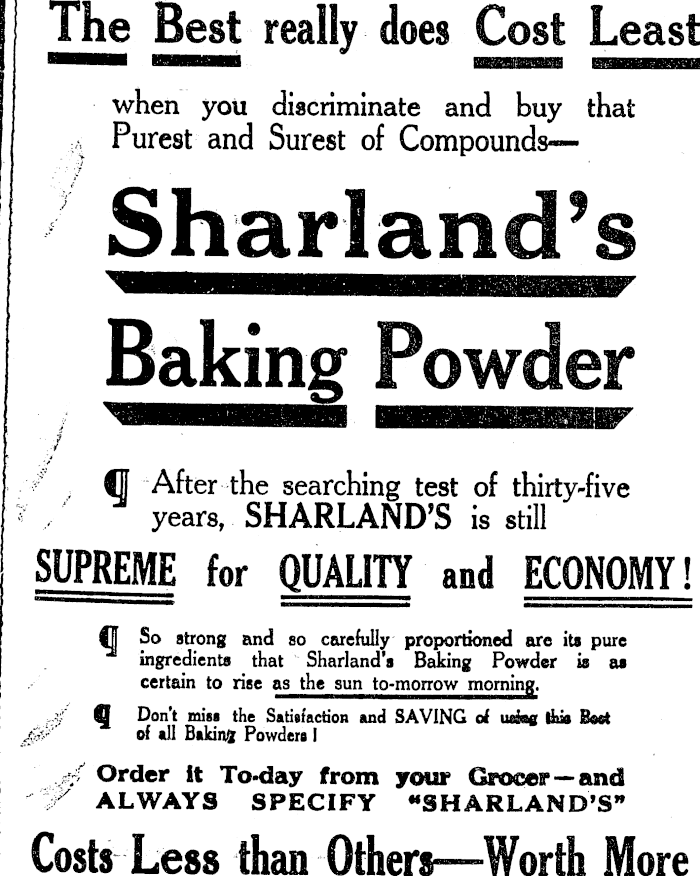 The Best really does Cost Least
when you discriminate and buy that
Purest and Surest of Compounds—
Sharland's
Baking Powder
¶ After the searching test of thirty-five
years, SHARLAND'S is still
SUPREME for QUALITY and ECONOMY!
¶ So strong and so carefully proportioned are its pure
ingredients that Sharland's Baking Powder is as
certain to rise as the sun to-morrow morning.
¶ Don't miss the Satisfaction and SAVING of using this Best
of all Baking Powders!
Order it To-day from your Grocer—and
ALWAYS SPECIFY "SHARLAND'S"
Costs Less than Others—Worth More